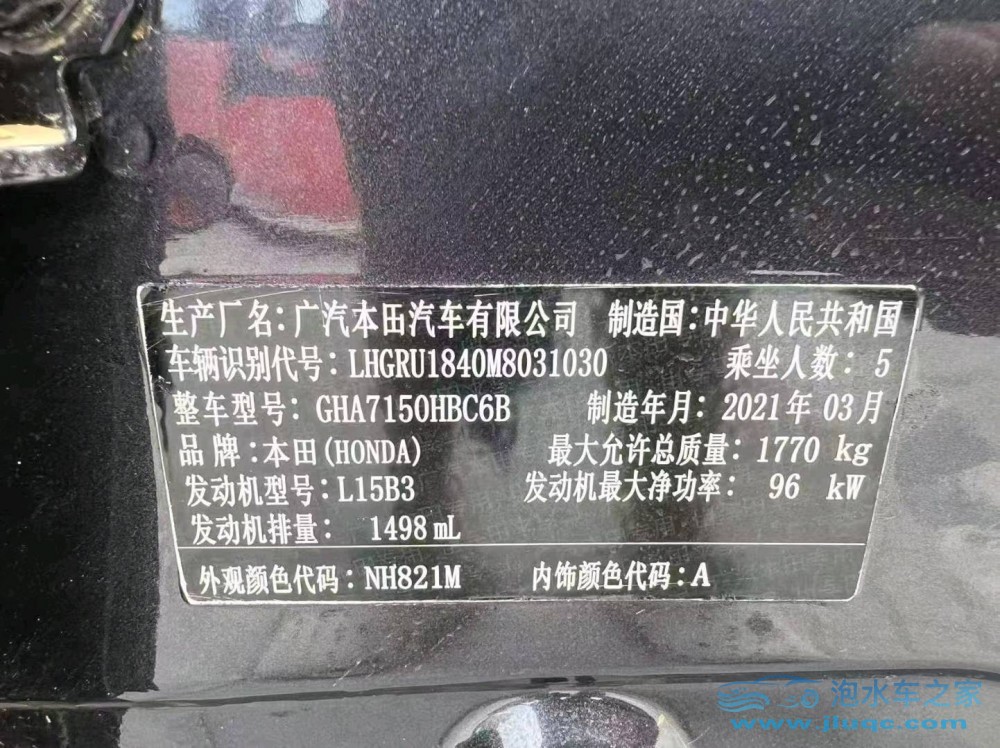 生产厂名：广汽本田汽车有限公司 制造国：中华人民共和国
车辆识别代号：LHGRU1840M8031030 乘坐人数：5
整车型号：GHA7150HBC6B 制造年月：2021年 03月
品牌：本田(HONDA) 最大允许总质量：1770 kg
发动机型号：L15B3 发动机最大净功率： 96 kW
发动机排量： 1498 mL
外观颜色代码：NH821M 内饰颜色代码：A
泡水车之家
www.jluqc.com